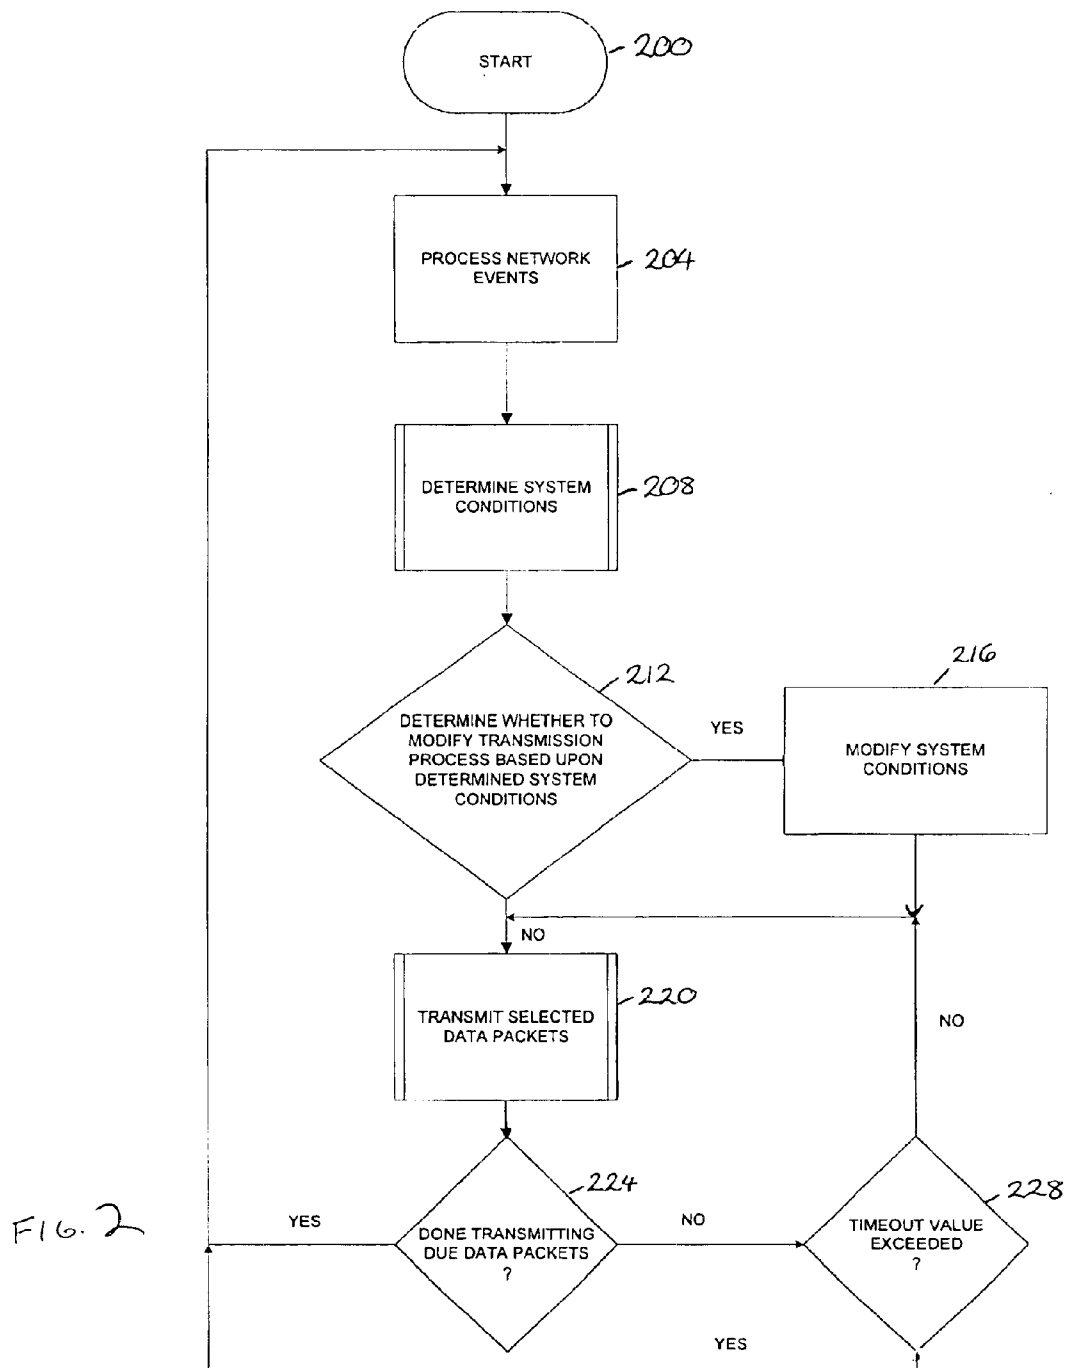 START
200
PROCESS NETWORK
EVENTS
204
DETERMINE SYSTEM
CONDITIONS
208
212
DETERMINE WHETHER TO
MODIFY TRANSMISSION
PROCESS BASED UPON
DETERMINED SYSTEM
CONDITIONS
YES
216
MODIFY SYSTEM
CONDITIONS
NO
TRANSMIT SELECTED
DATA PACKETS
220
NO
224
DONE TRANSMITTING
DUE DATA PACKETS
?
YES
NO
228
TIMEOUT VALUE
EXCEEDED
?
YES
FIG. 2